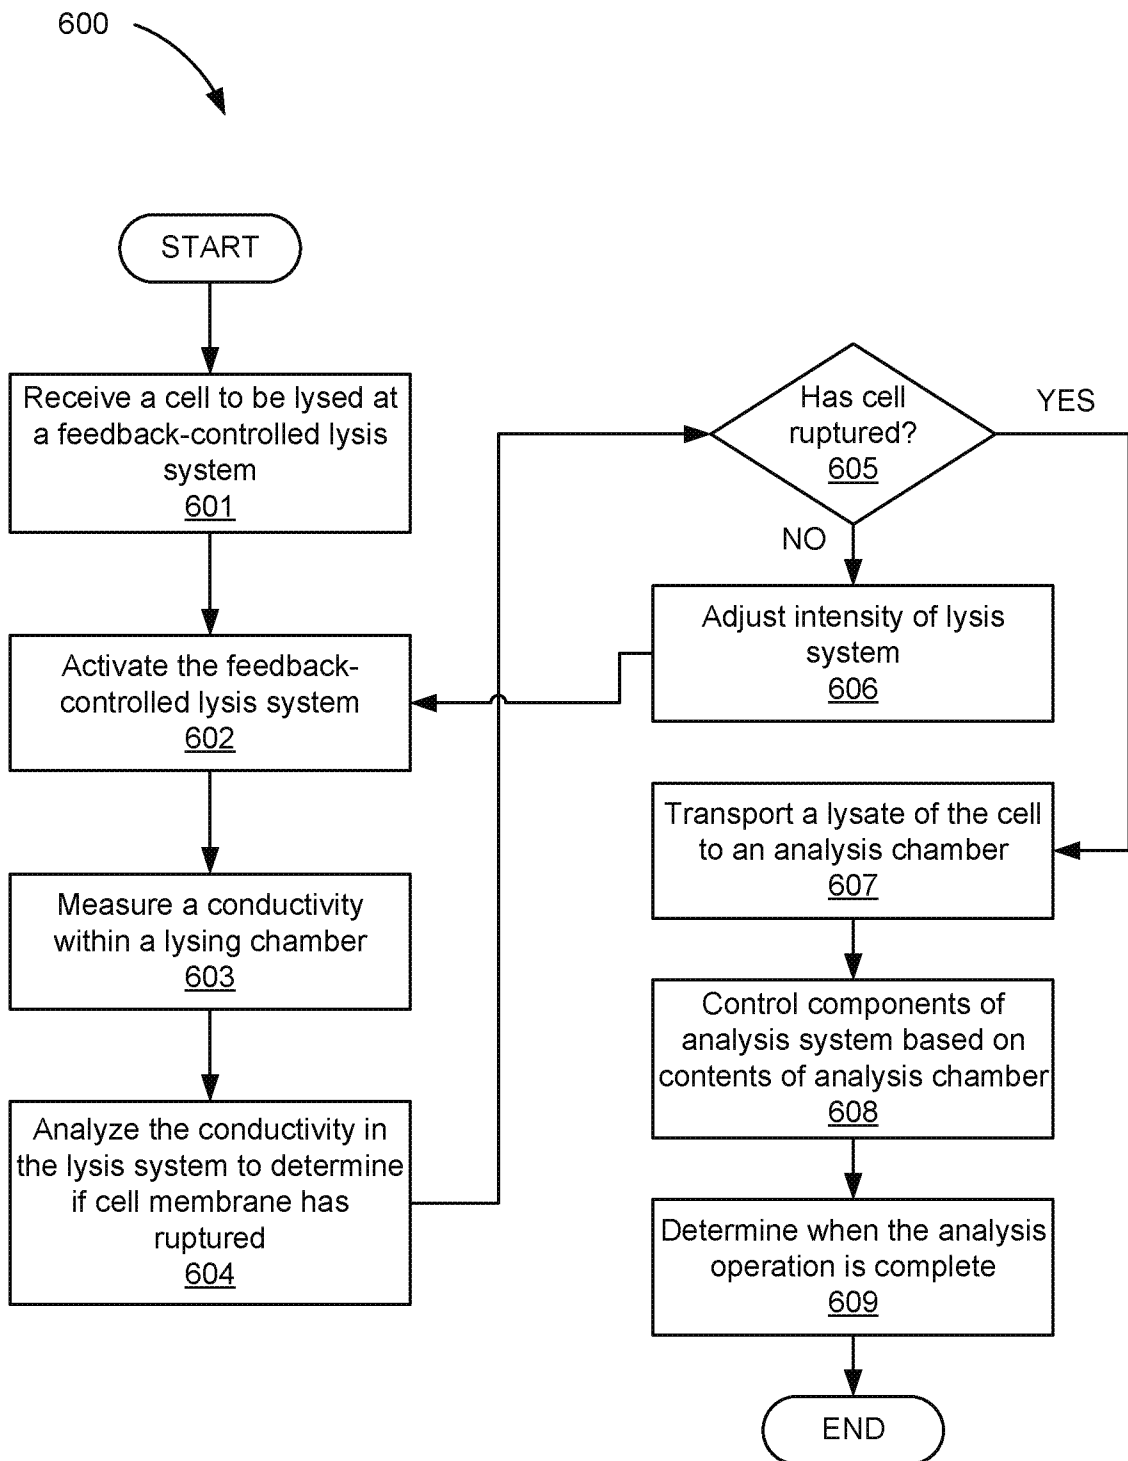 600
START
Receive a cell to be lysed at
a feedback-controlled lysis
system
601
Activate the feedback-
controlled lysis system
602
Measure a conductivity
within a lysing chamber
603
Analyze the conductivity in
the lysis system to determine
if cell membrane has
ruptured
604
Has cell
ruptured?
605
YES
NO
Adjust intensity of lysis
system
606
Transport a lysate of the cell
to an analysis chamber
607
Control components of
analysis system based on
contents of analysis chamber
608
Determine when the analysis
operation is complete
609
END